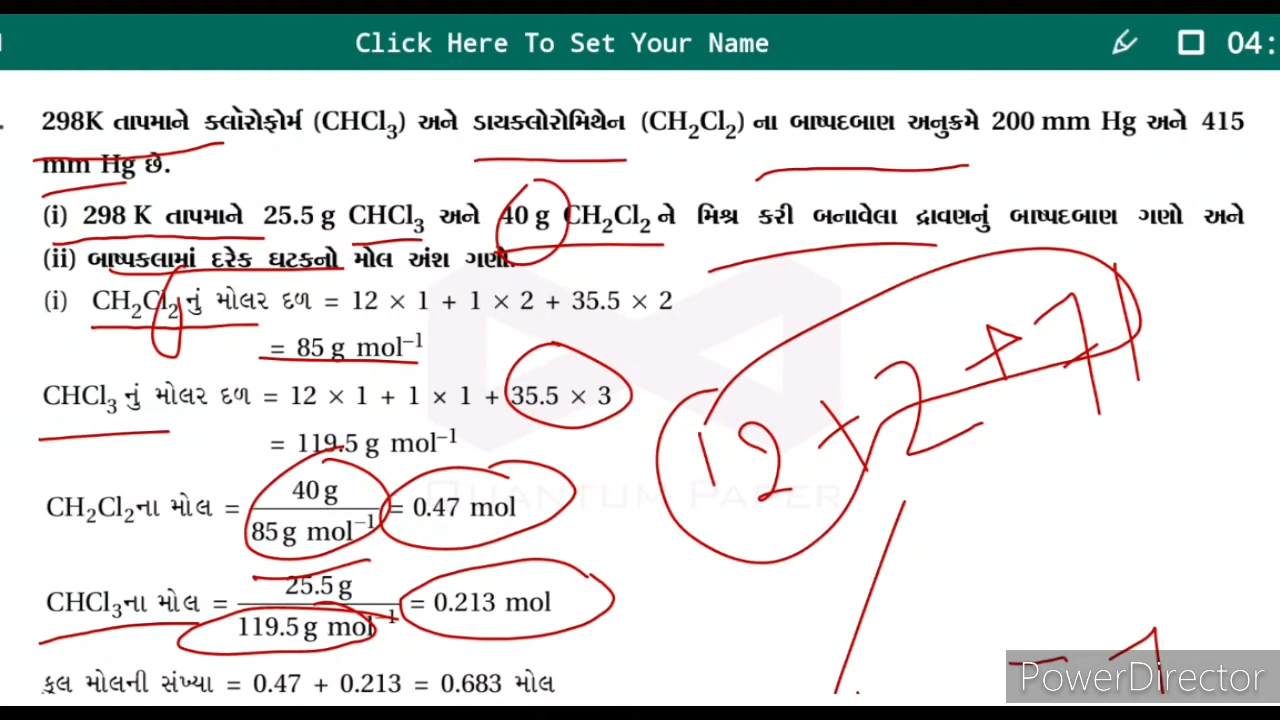 Click Here To Set Your Name
04:
298K તાપમાને ક્લૉરોફૉર્મ (CHCl₃) અને ડાયક્લોરોમિથેન (CH₂Cl₂) ના બાષ્પદબાણ અનુક્રમે 200 mm Hg અને 415
mm Hg છે.
(i) 298 K તાપમાને 25.5 g CHCl₃ અને 40 g CH₂Cl₂ ને મિશ્ર કરી બનાવેલા દ્રાવણનું બાષ્પદબાણ ગણો અને
(ii) બાષ્પકલામાં દરેક ઘટકનો મોલ અંશ ગણો.
(i) CH₂Cl₂ નું મોલર દળ = 12 × 1 + 1 × 2 + 35.5 × 2
= 85 g mol⁻¹
CHCl₃ નું મોલર દળ = 12 × 1 + 1 × 1 + 35.5 × 3
= 119.5 g mol⁻¹
12 + 2 + 71
CH₂Cl₂ના મોલ = 40 g / 85 g mol⁻¹ = 0.47 mol
QUANTUM PAPER
CHCl₃ના મોલ = 25.5 g / 119.5 g mol⁻¹ = 0.213 mol
કુલ મોલની સંખ્યા = 0.47 + 0.213 = 0.683 મોલ
PowerDirector